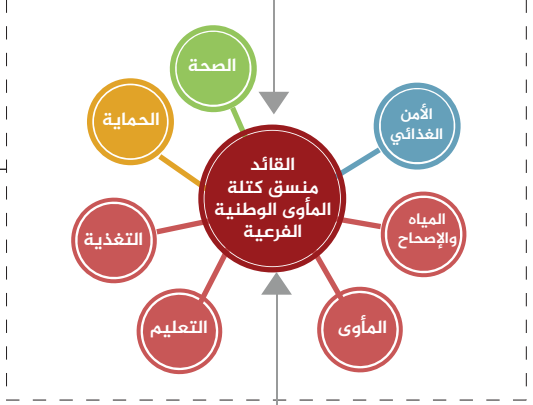 الصحة
الأمن
الغذائي
الحماية
القائد
منسق كتلة
المأوى الوطنية
الفرعية
المياه
والإصحاح
التغذية
المأوى
التعليم